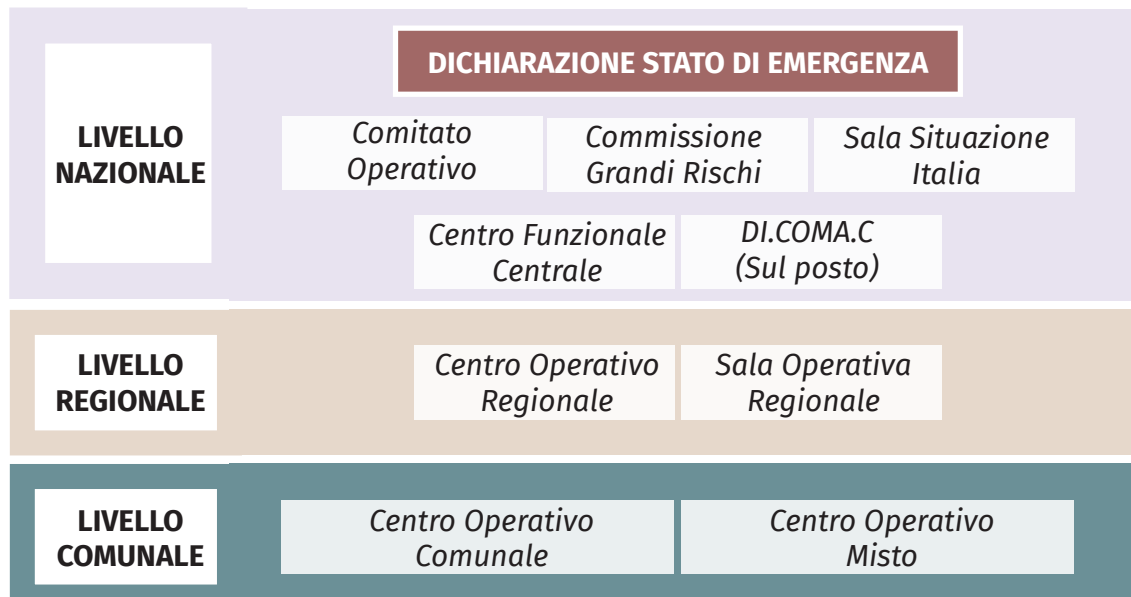 LIVELLO
NAZIONALE
DICHIARAZIONE STATO DI EMERGENZA
Comitato
Operativo
Commissione
Grandi Rischi
Sala Situazione
Italia
Centro Funzionale
Centrale
DI.COMA.C
(Sul posto)
LIVELLO
REGIONALE
Centro Operativo
Regionale
Sala Operativa
Regionale
LIVELLO
COMUNALE
Centro Operativo
Comunale
Centro Operativo
Misto